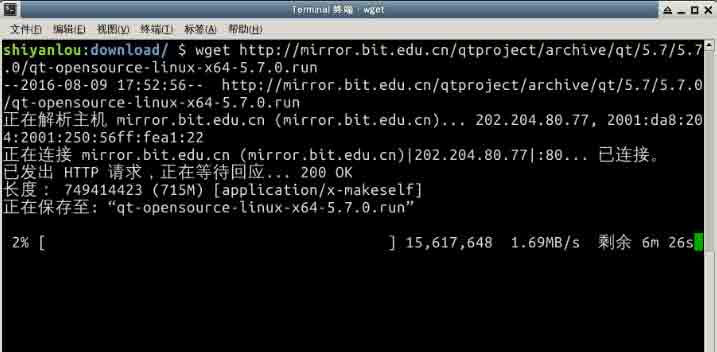 Terminal 终端 - wget
文件(F) 编辑(E) 视图(V) 终端(T) 标签(A) 帮助(H)
shiyanlou:download/ $ wget http://mirror.bit.edu.cn/qtproject/archive/qt/5.7/5.7
.0/qt-opensource-linux-x64-5.7.0.run
--2016-08-09 17:52:56--  http://mirror.bit.edu.cn/qtproject/archive/qt/5.7/5.7.0
/qt-opensource-linux-x64-5.7.0.run
正在解析主机 mirror.bit.edu.cn (mirror.bit.edu.cn)... 202.204.80.77, 2001:da8:20
4:2001:250:56ff:fea1:22
正在连接 mirror.bit.edu.cn (mirror.bit.edu.cn)|202.204.80.77|:80... 已连接。
已发出 HTTP 请求，正在等待回应... 200 OK
长度： 749414423 (715M) [application/x-makeself]
正在保存至: “qt-opensource-linux-x64-5.7.0.run”
2% [ ] 15,617,648  1.69MB/s  剩余 6m 26s